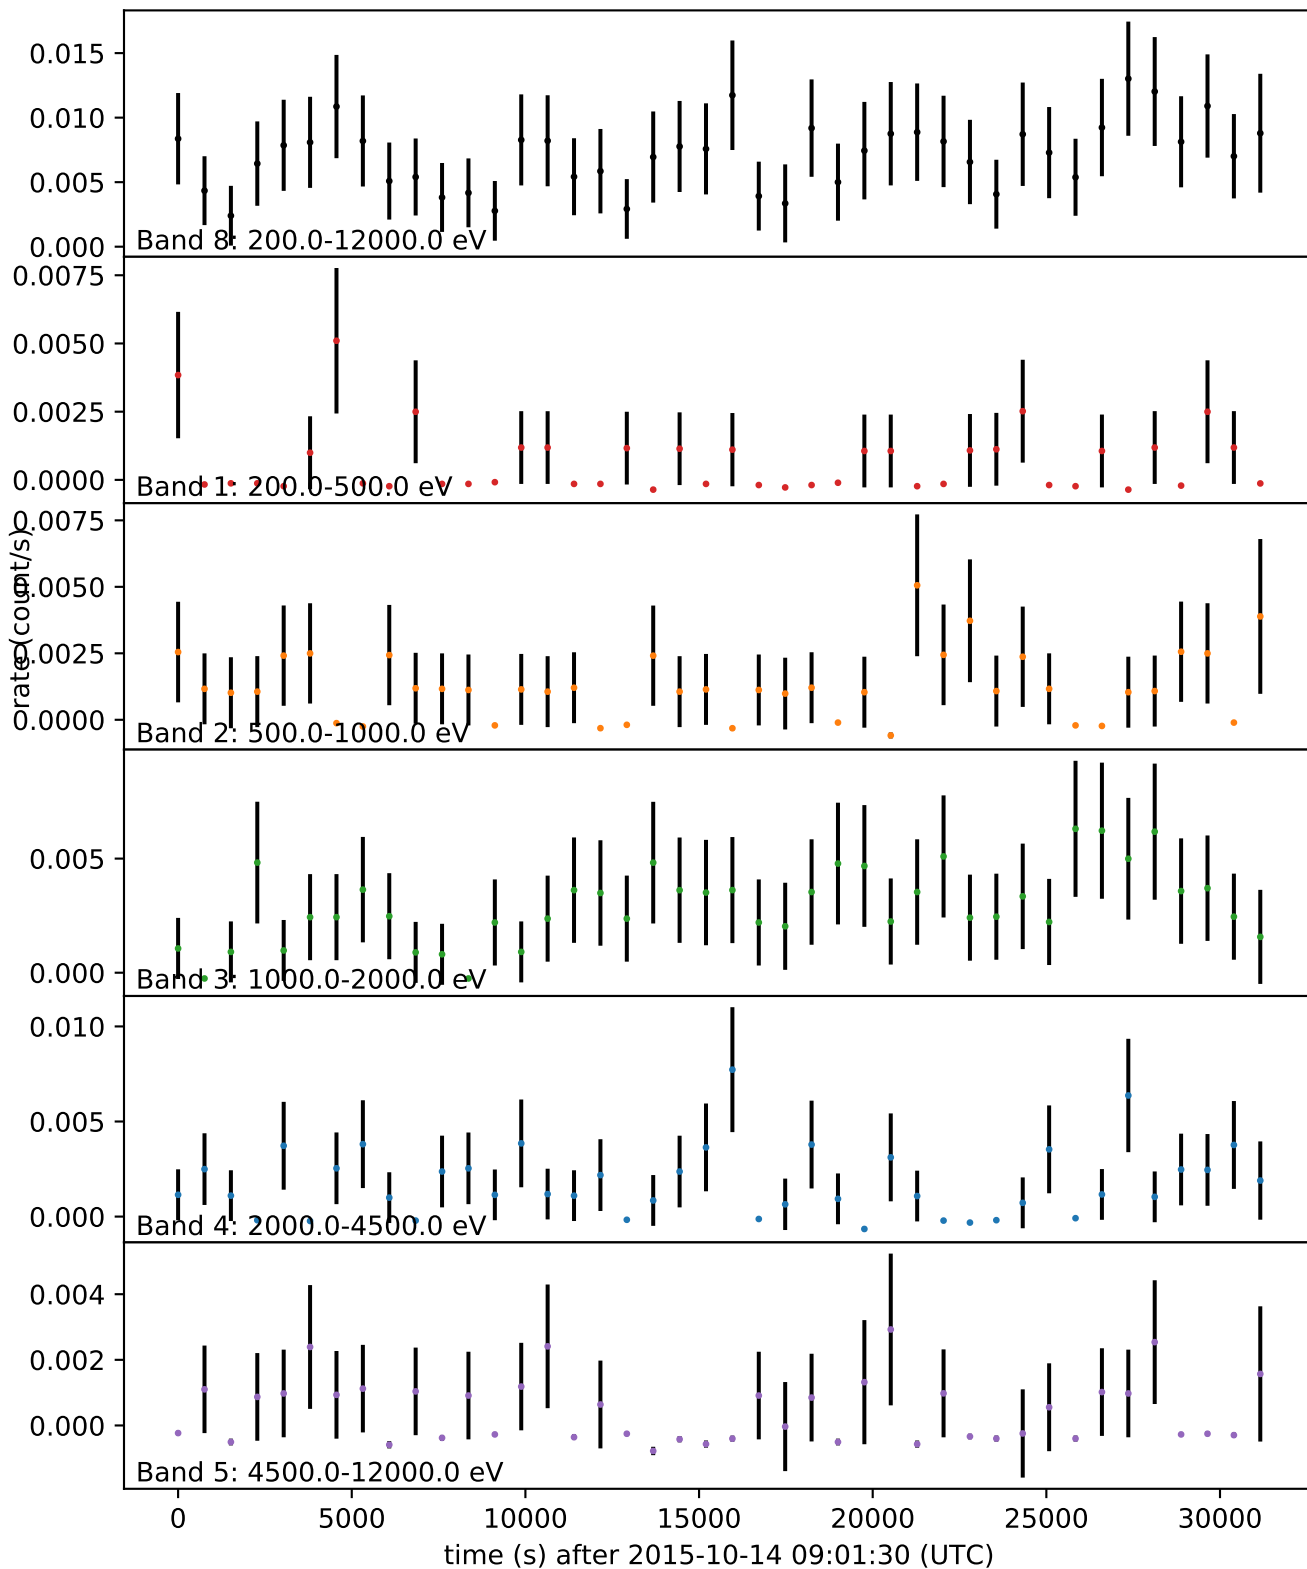 0.015
0.010
0.005
0.000
Band 8: 200.0-12000.0 eV
0.0075
0.0050
0.0025
0.0000
Band 1: 200.0-500.0 eV
orate (count/s)
0.0075
0.0050
0.0025
0.0000
Band 2: 500.0-1000.0 eV
0.005
0.000
Band 3: 1000.0-2000.0 eV
0.010
0.005
0.000
Band 4: 2000.0-4500.0 eV
0.004
0.002
0.000
Band 5: 4500.0-12000.0 eV
0 5000 10000 15000 20000 25000 30000
time (s) after 2015-10-14 09:01:30 (UTC)